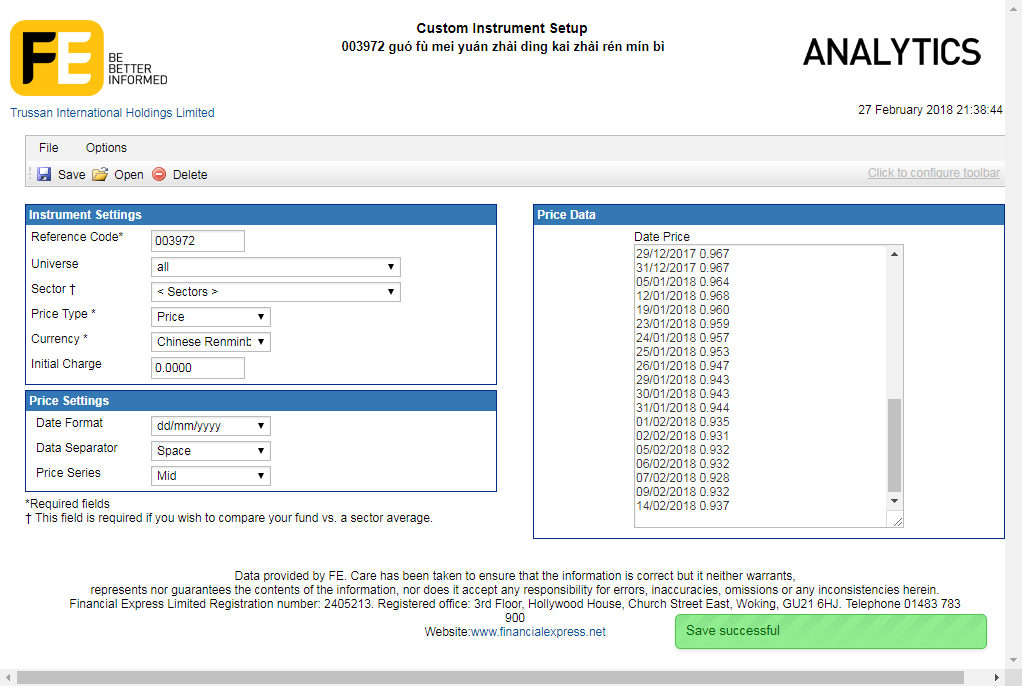 FE
BE
BETTER
INFORMED
Custom Instrument Setup
003972 guó fù mei yuán zhài ding kai zhài rén mín bì
ANALYTICS
Trussan International Holdings Limited
27 February 2018 21:38:44
File Options
Save Open Delete
Click to configure toolbar
Instrument Settings
Reference Code* 003972
Universe all
Sector † < Sectors >
Price Type * Price
Currency * Chinese Renminb
Initial Charge 0.0000
Price Settings
Date Format dd/mm/yyyy
Data Separator Space
Price Series Mid
*Required fields
† This field is required if you wish to compare your fund vs. a sector average.
Price Data
Date Price
29/12/2017 0.967
31/12/2017 0.967
05/01/2018 0.964
12/01/2018 0.968
19/01/2018 0.960
23/01/2018 0.959
24/01/2018 0.957
25/01/2018 0.953
26/01/2018 0.947
29/01/2018 0.943
30/01/2018 0.943
31/01/2018 0.944
01/02/2018 0.935
02/02/2018 0.931
05/02/2018 0.932
06/02/2018 0.932
07/02/2018 0.928
09/02/2018 0.932
14/02/2018 0.937
Data provided by FE. Care has been taken to ensure that the information is correct but it neither warrants,
represents nor guarantees the contents of the information, nor does it accept any responsibility for errors, inaccuracies, omissions or any inconsistencies herein.
Financial Express Limited Registration number: 2405213. Registered office: 3rd Floor, Hollywood House, Church Street East, Woking, GU21 6HJ. Telephone 01483 783
900
Website:www.financialexpress.net
Save successful